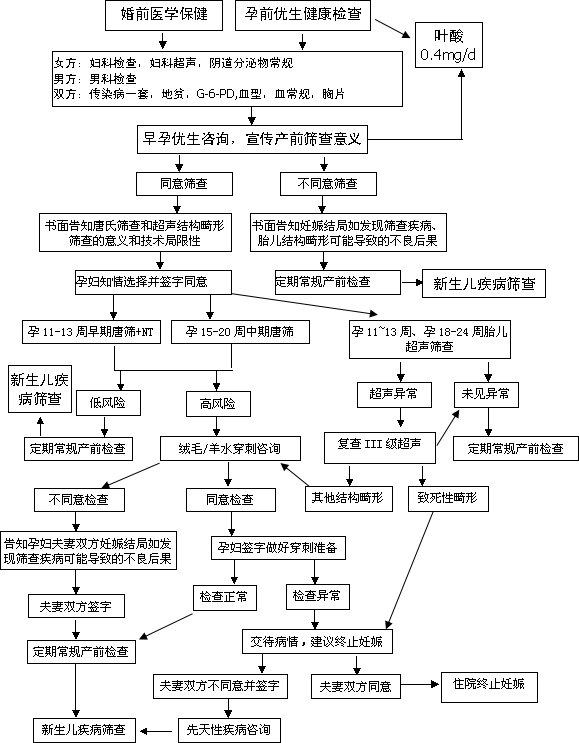 婚前医学保健
孕前优生健康检查
叶酸
0.4mg/d
女方：妇科检查，妇科超声，阴道分泌物常规
男方：男科检查
双方：传染病一套，地贫，G-6-PD,血型，血常规，胸片
早孕优生咨询，宣传产前筛查意义
同意筛查
不同意筛查
书面告知唐氏筛查和超声结构畸形
筛查的意义和技术局限性
书面告知妊娠结局如发现筛查疾病、
胎儿结构畸形可能导致的不良后果
孕妇知情选择并签字同意
定期常规产前检查
新生儿疾病筛查
孕11-13周早期唐筛+NT
孕15-20周中期唐筛
孕11~13周、孕18-24周胎儿
超声筛查
新生儿疾
病筛查
低风险
高风险
超声异常
未见异常
定期常规产前检查
绒毛/羊水穿刺咨询
复查III级超声
定期常规产前检查
不同意检查
同意检查
其他结构畸形
致死性畸形
告知孕妇夫妻双方妊娠结局如发
现筛查疾病可能导致的不良后果
孕妇签字做好穿刺准备
夫妻双方签字
检查正常
检查异常
定期常规产前检查
交待病情，建议终止妊娠
夫妻双方不同意并签字
夫妻双方同意
住院终止妊娠
新生儿疾病筛查
先天性疾病咨询